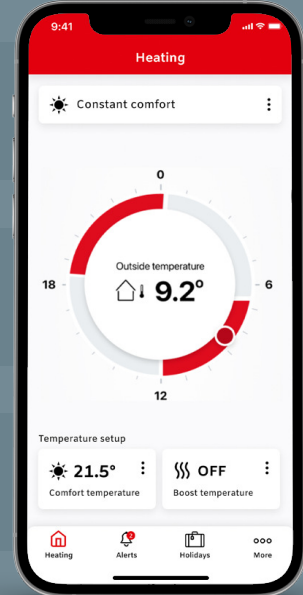 9:41
Heating
Constant comfort
0
Outside temperature
9.2°
18
6
12
Temperature setup
21.5°
Comfort temperature
OFF
Boost temperature
Heating
Alerts
Holidays
More